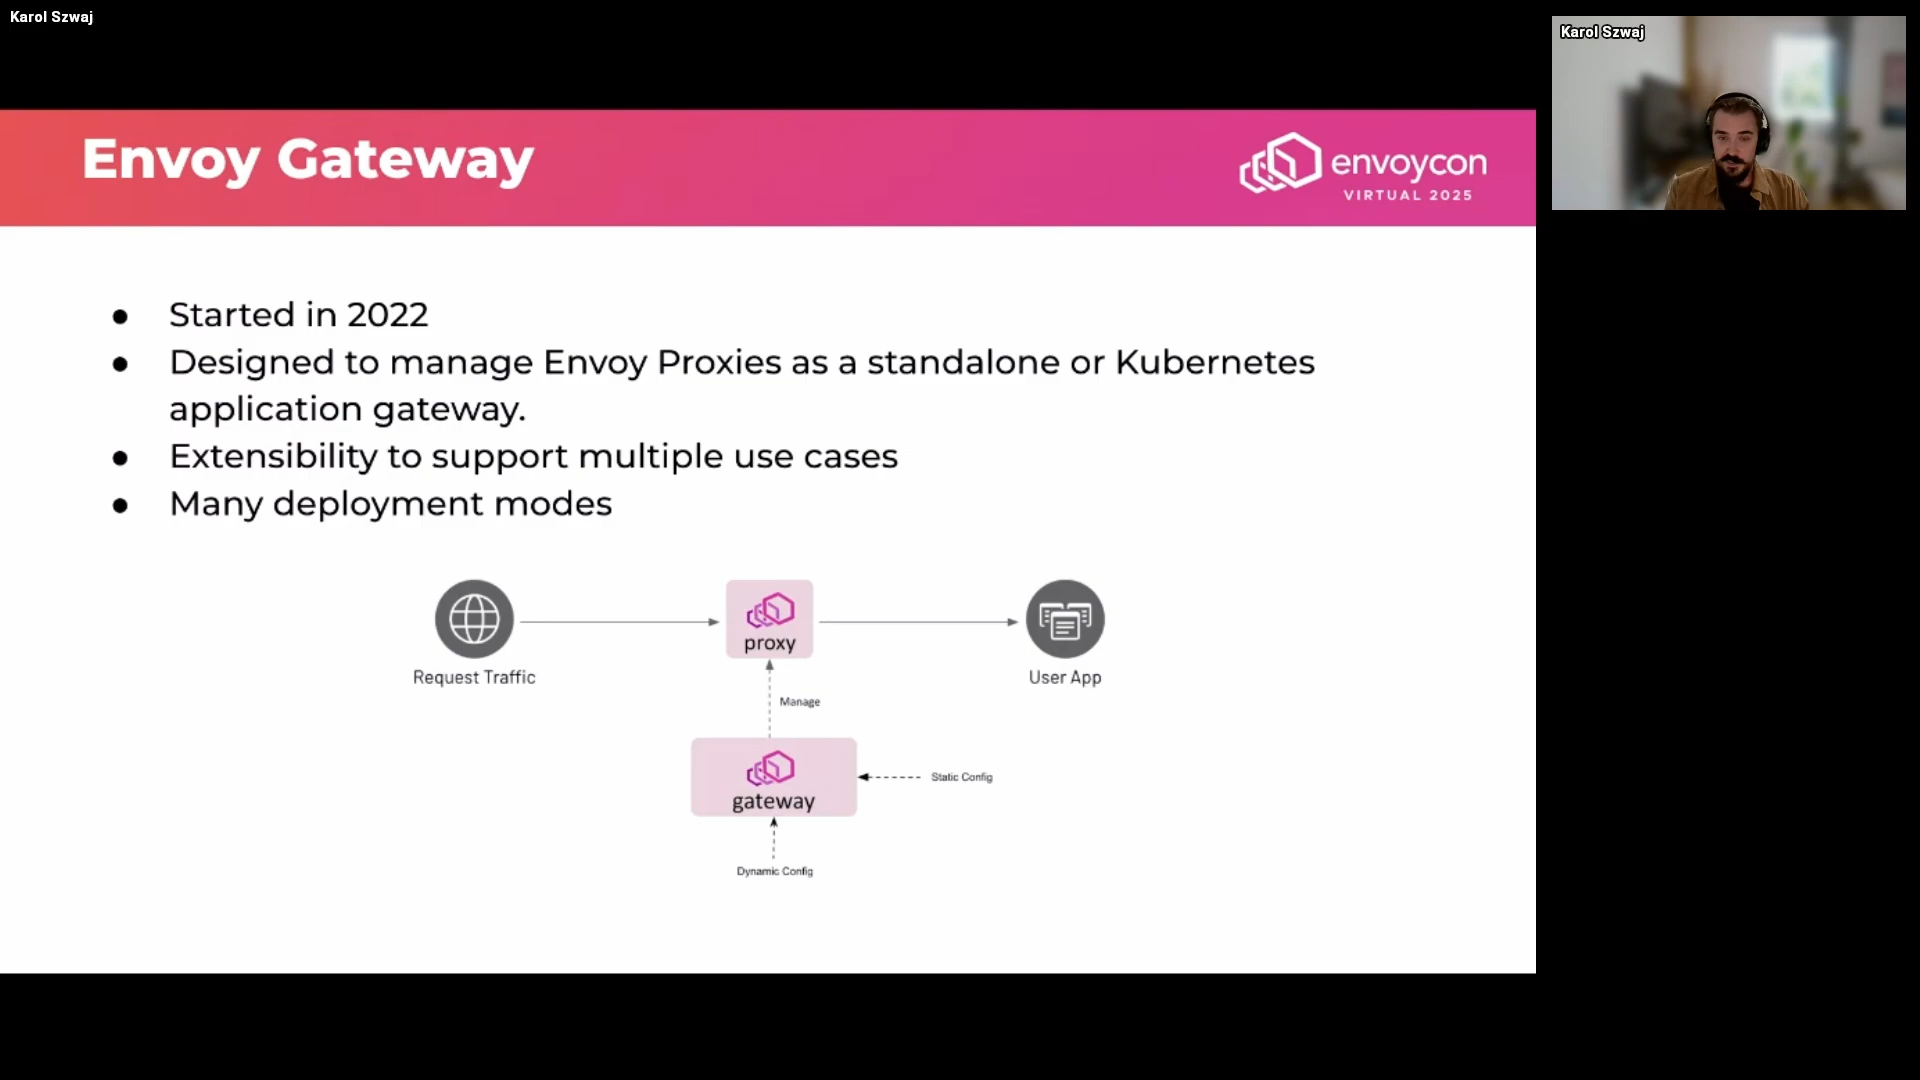 Karol Szwaj
Karol Szwaj
Envoy Gateway
envoycon
VIRTUAL 2025
● Started in 2022
● Designed to manage Envoy Proxies as a standalone or Kubernetes
application gateway.
● Extensibility to support multiple use cases
● Many deployment modes
proxy
Request Traffic
User App
Manage
gateway
Static Config
Dynamic Config